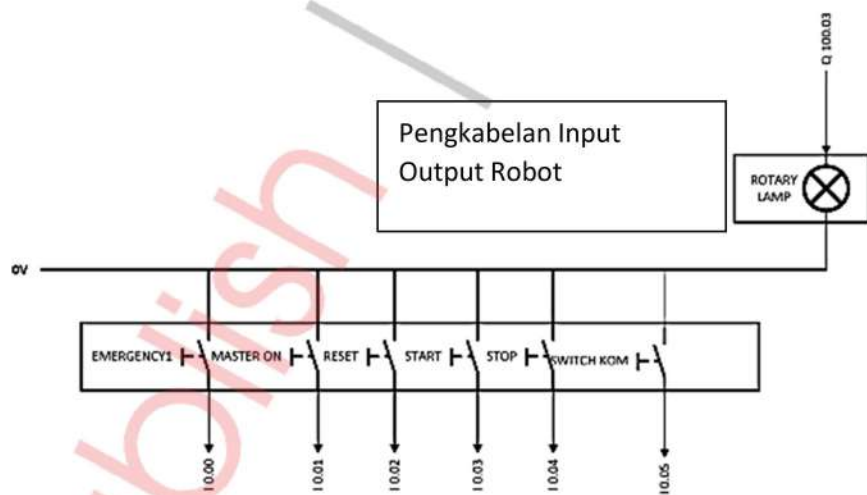 Q 100.03
Pengkabelan Input
Output Robot
ROTARY
LAMP
0V
EMERGENCY1 MASTER ON RESET START STOP SWITCH KOM
I 0.00 I 0.01 I 0.02 I 0.03 I 0.04 I 0.05
blish